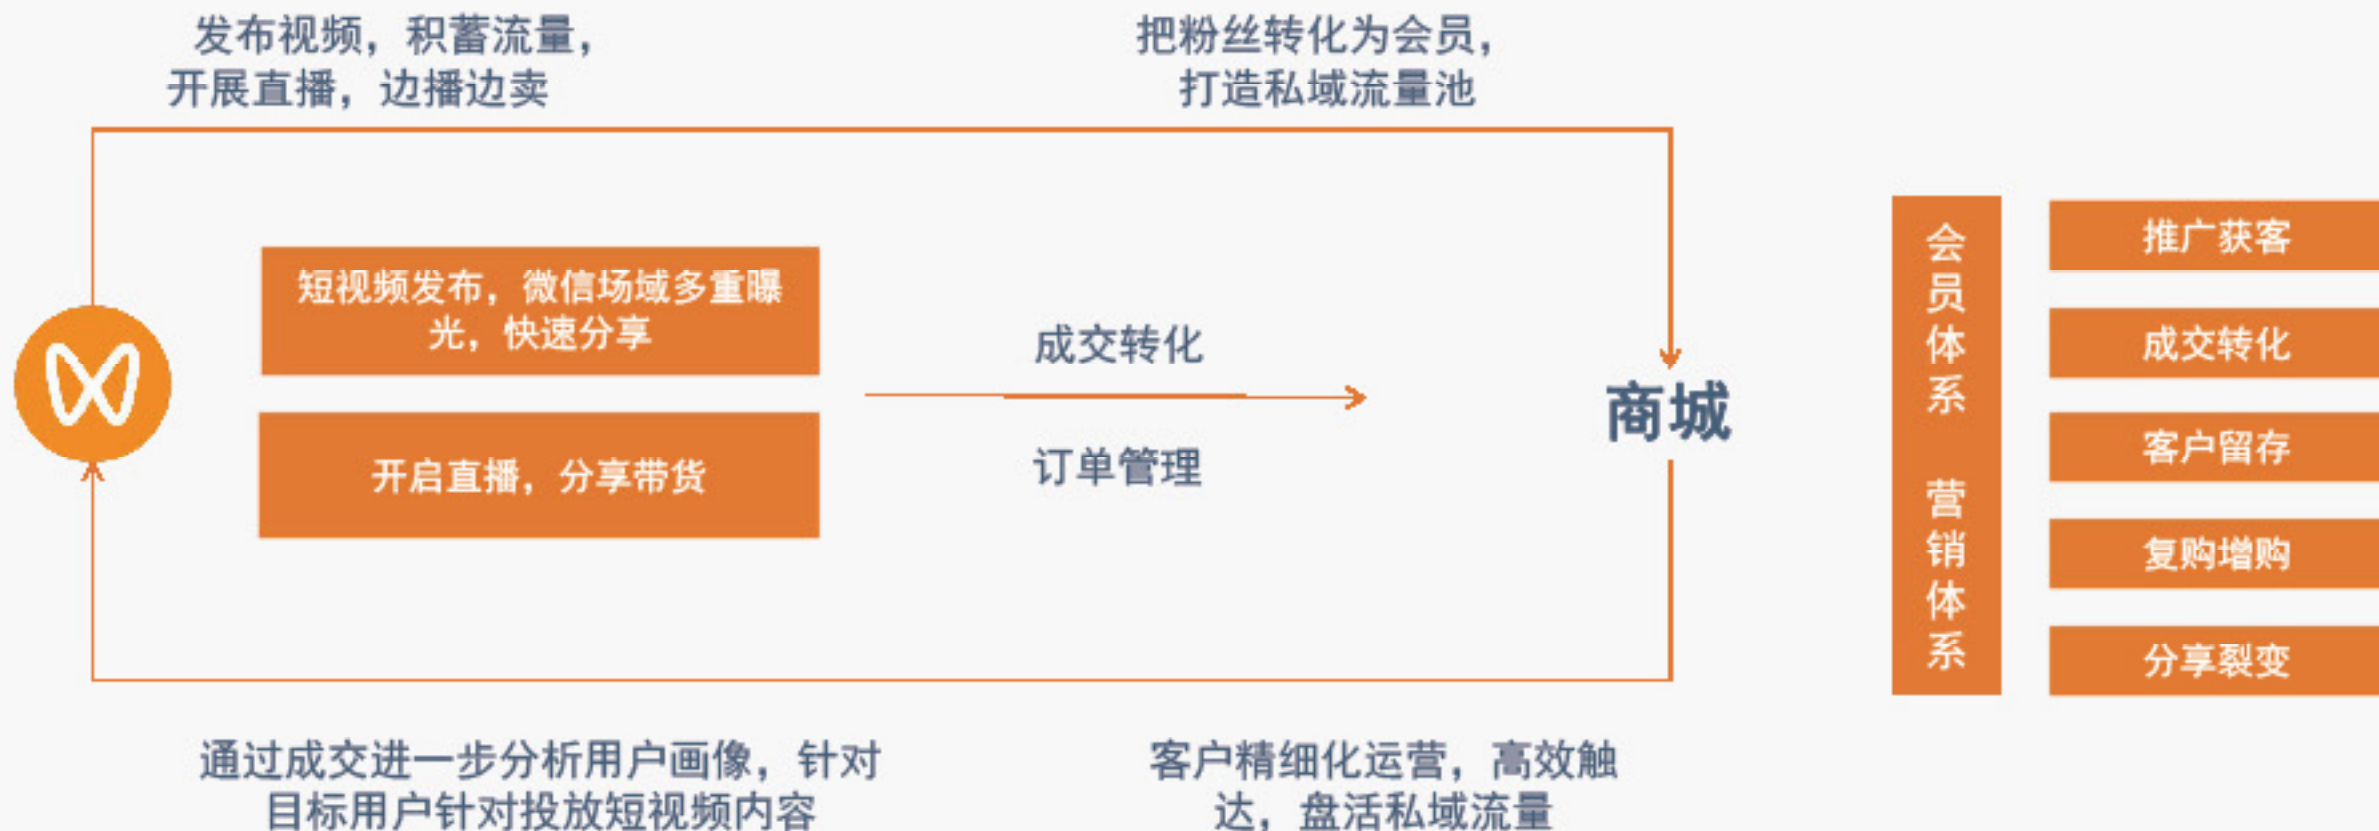 发布视频，积蓄流量，
开展直播，边播边卖
把粉丝转化为会员，
打造私域流量池
短视频发布，微信场域多重曝
光，快速分享
开启直播，分享带货
成交转化
订单管理
商城
会员体系 营销体系
推广获客
成交转化
客户留存
复购增购
分享裂变
通过成交进一步分析用户画像，针对
目标用户针对投放短视频内容
客户精细化运营，高效触
达，盘活私域流量